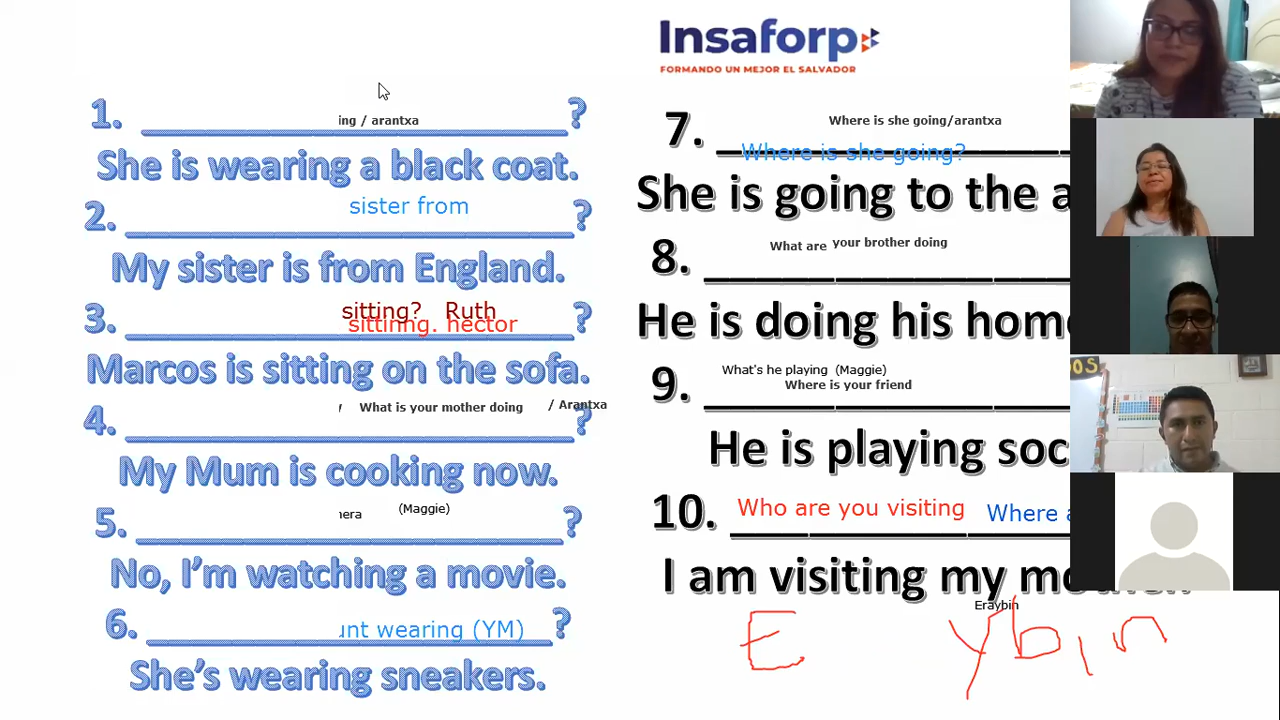 Insaforp
FORMANDO UN MEJOR EL SALVADOR
1. ?
ing / arantxa
She is wearing a black coat.
sister from
2. ?
My sister is from England.
sitting? Ruth
sittinng. hector
3. ?
Marcos is sitting on the sofa.
What is your mother doing / Arantxa
4. ?
My Mum is cooking now.
(Maggie)
5. ?
No, I'm watching a movie.
6. wearing (YM) ?
She's wearing sneakers.
Where is she going/arantxa
7.
Where is she going?
She is going to the
What are your brother doing
8.
He is doing his
What's he playing (Maggie)
Where is your friend
9.
He is playing
Who are you visiting Where
10.
I am visiting my
Eraybin
E ybin